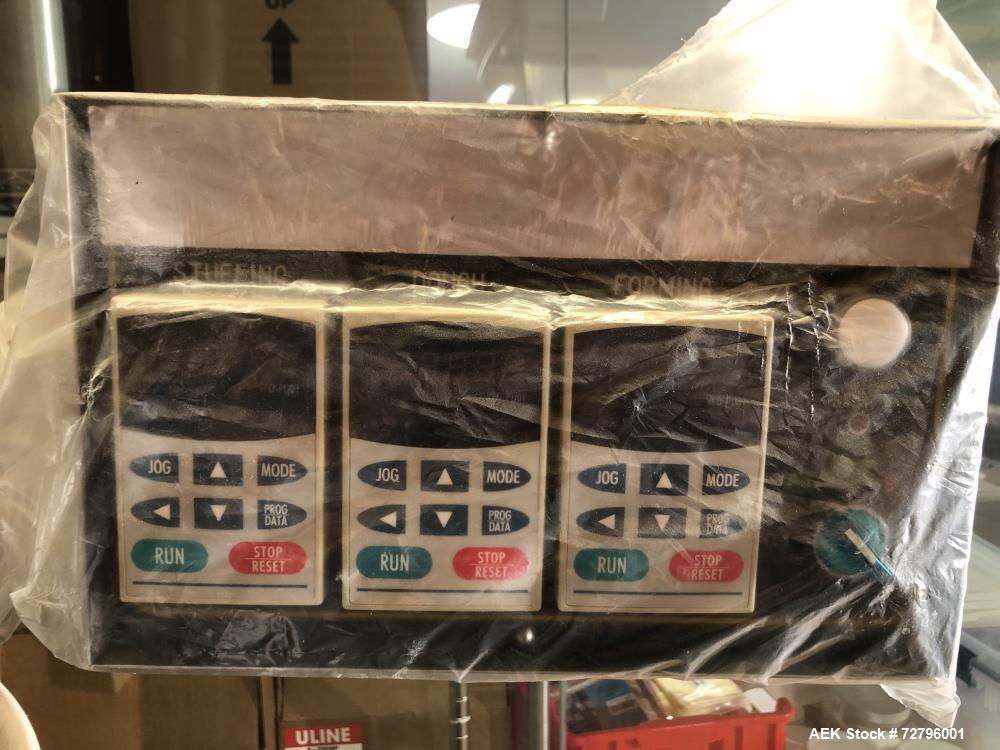 UP
STUFFING
DOUGH
FORMING
JOG
MODE
PROG
DATA
RUN
STOP
RESET
JOG
MODE
PROG
DATA
RUN
STOP
RESET
JOG
MODE
PROG
DATA
RUN
STOP
RESET
ULINE
AEK Stock #72796001